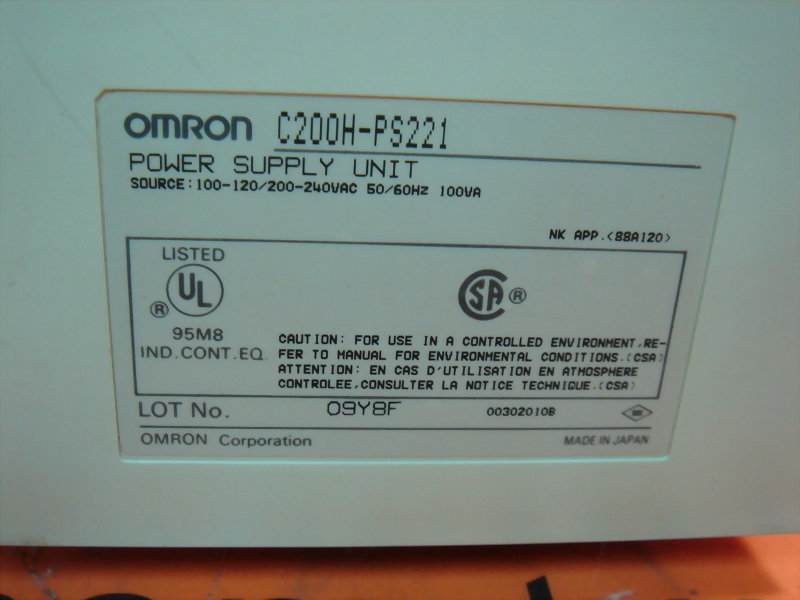 OMRON C200H-PS221
POWER SUPPLY UNIT
SOURCE:100-120/200-240VAC 50/60Hz 100VA
NK APP.<88A120>
LISTED
UL
®
95M8
IND.CONT.EQ.
CSA ®
CAUTION: FOR USE IN A CONTROLLED ENVIRONMENT.RE-
FER TO MANUAL FOR ENVIRONMENTAL CONDITIONS.(CSA)
ATTENTION: EN CAS D'UTILISATION EN ATMOSPHERE
CONTROLEE,CONSULTER LA NOTICE TECHNIQUE.(CSA)
LOT No. 09Y8F 00302010B
OMRON Corporation MADE IN JAPAN